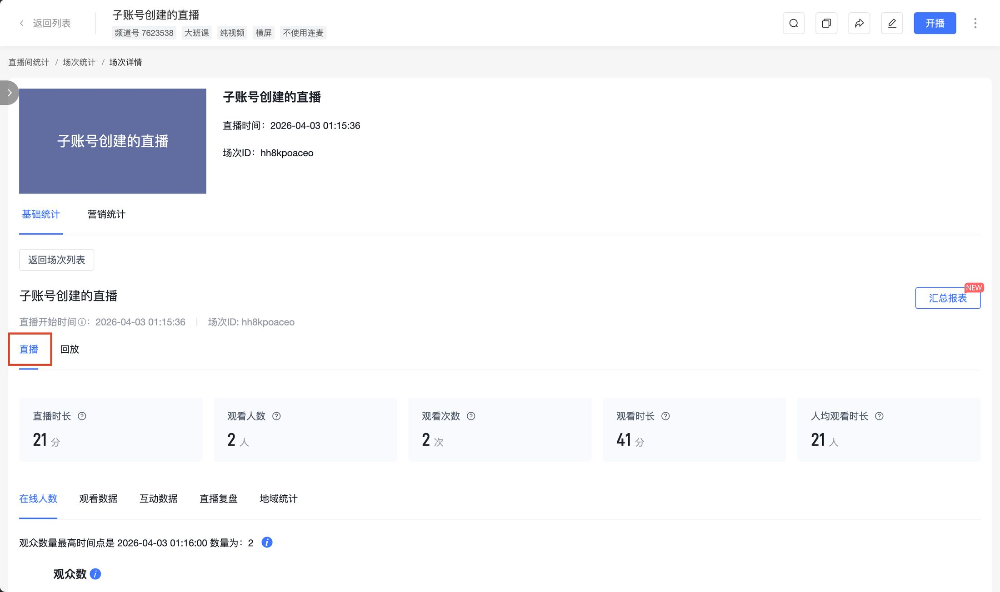 返回列表
子账号创建的直播
频道号 7623538 大班课 纯视频 横屏 不使用连麦
开播
直播间统计 / 场次统计 / 场次详情
子账号创建的直播
子账号创建的直播
直播时间：2026-04-03 01:15:36
场次ID：hh8kpoaceo
基础统计 营销统计
返回场次列表
子账号创建的直播
NEW
汇总报表
直播开始时间：2026-04-03 01:15:36 场次ID: hh8kpoaceo
直播 回放
直播时长 观看人数 观看次数 观看时长 人均观看时长
21 分 2 人 2 次 41 分 21 人
在线人数 观看数据 互动数据 直播复盘 地域统计
观众数量最高时间点是 2026-04-03 01:16:00 数量为：2
观众数